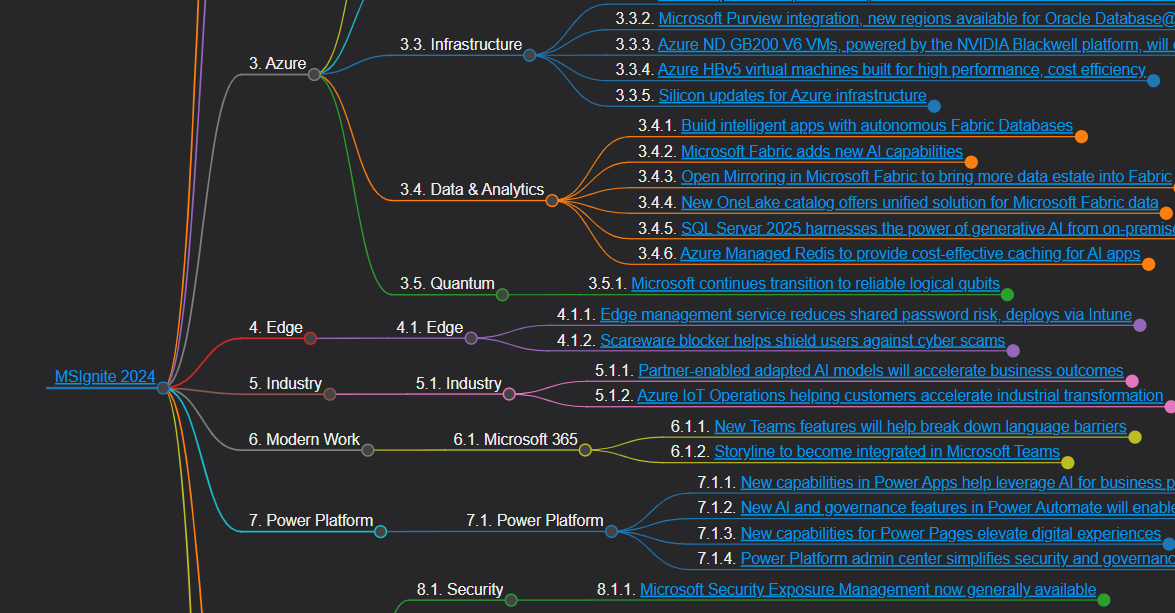 3.3.2. Microsoft Purview integration, new regions available for Oracle Database@
3.3. Infrastructure
3.3.3. Azure ND GB200 V6 VMs, powered by the NVIDIA Blackwell platform, will
3. Azure
3.3.4. Azure HBv5 virtual machines built for high performance, cost efficiency
3.3.5. Silicon updates for Azure infrastructure
3.4.1. Build intelligent apps with autonomous Fabric Databases
3.4.2. Microsoft Fabric adds new AI capabilities
3.4.3. Open Mirroring in Microsoft Fabric to bring more data estate into Fabric
3.4. Data & Analytics
3.4.4. New OneLake catalog offers unified solution for Microsoft Fabric data
3.4.5. SQL Server 2025 harnesses the power of generative AI from on-premise
3.4.6. Azure Managed Redis to provide cost-effective caching for AI apps
3.5. Quantum
3.5.1. Microsoft continues transition to reliable logical qubits
4. Edge
4.1. Edge
4.1.1. Edge management service reduces shared password risk, deploys via Intune
4.1.2. Scareware blocker helps shield users against cyber scams
MSIgnite 2024
5. Industry
5.1. Industry
5.1.1. Partner-enabled adapted AI models will accelerate business outcomes
5.1.2. Azure IoT Operations helping customers accelerate industrial transformation
6. Modern Work
6.1. Microsoft 365
6.1.1. New Teams features will help break down language barriers
6.1.2. Storyline to become integrated in Microsoft Teams
7. Power Platform
7.1. Power Platform
7.1.1. New capabilities in Power Apps help leverage AI for business p
7.1.2. New AI and governance features in Power Automate will enable
7.1.3. New capabilities for Power Pages elevate digital experiences
7.1.4. Power Platform admin center simplifies security and governanc
8.1. Security
8.1.1. Microsoft Security Exposure Management now generally available